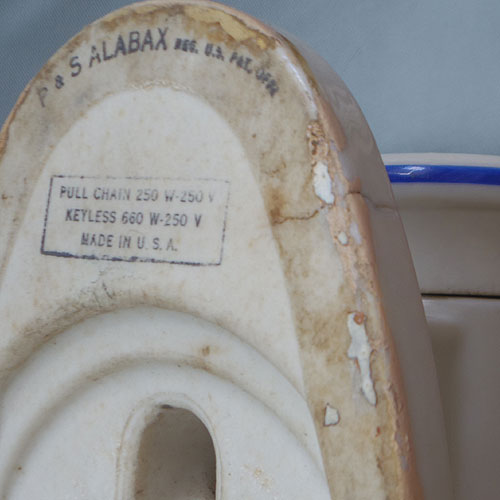 P & S ALABAX REG. U.S. PAT. OFF.
PULL CHAIN 250 W-250 V
KEYLESS 660 W-250 V
MADE IN U.S.A.